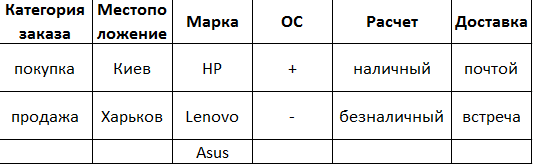 Категория заказа Местопо ложение Марка ОС Расчет Доставка
покупка Киев HP + наличный почтой
продажа Харьков Lenovo - безналичный встреча
Asus